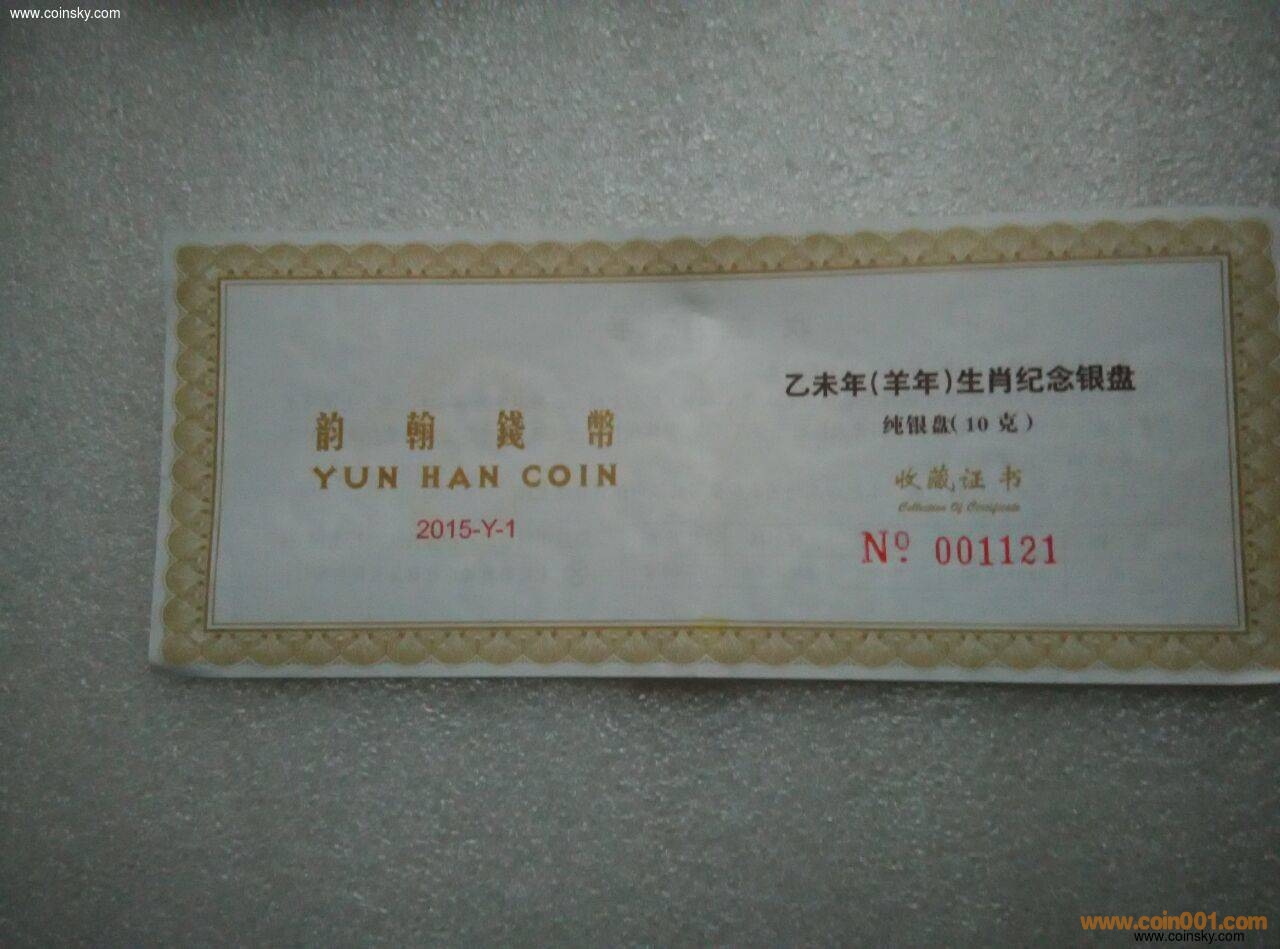 www.coinsky.com
韵翰錢幣
YUN HAN COIN
2015-Y-1
乙未年(羊年)生肖纪念银盘
纯银盘(10克)
收藏证书
Collection Of Certificate
Nº 001121
www.coin001.com
www.coinsky.com